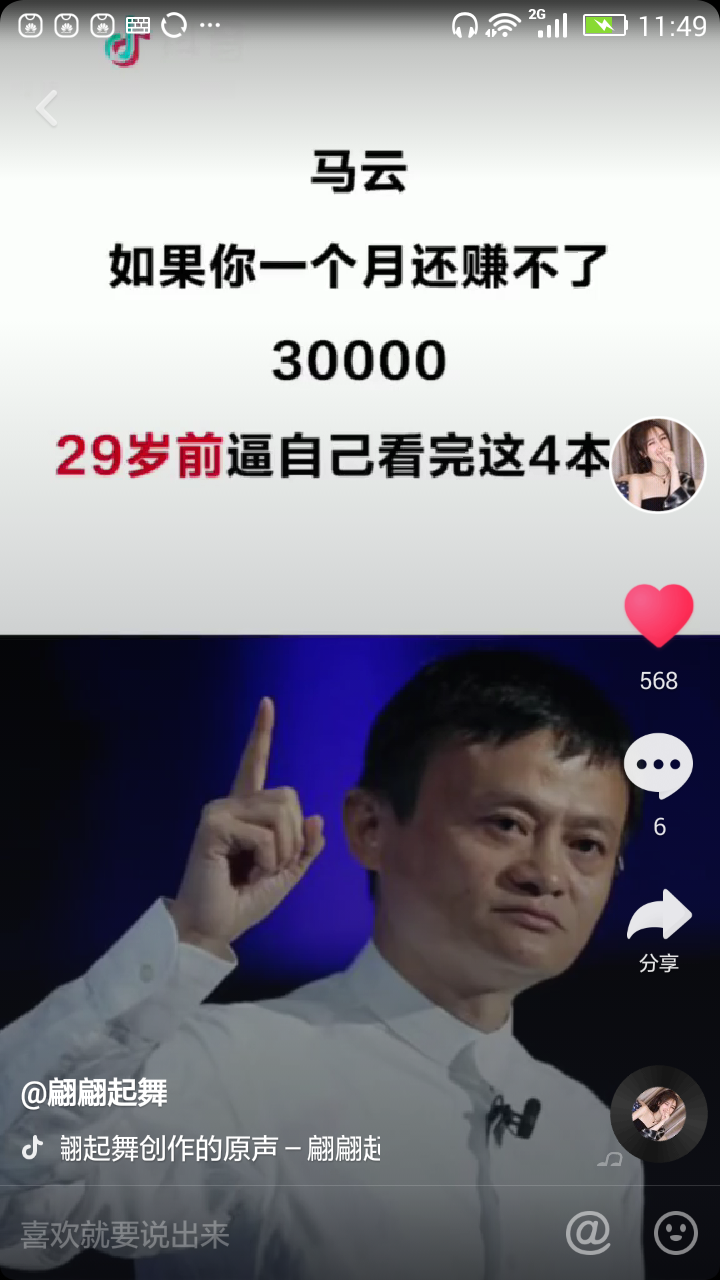 2G 11:49
马云
如果你一个月还赚不了
30000
29岁前逼自己看完这4本
568
6
分享
@翩翩起舞
翩起舞创作的原声 – 翩翩起
喜欢就要说出来